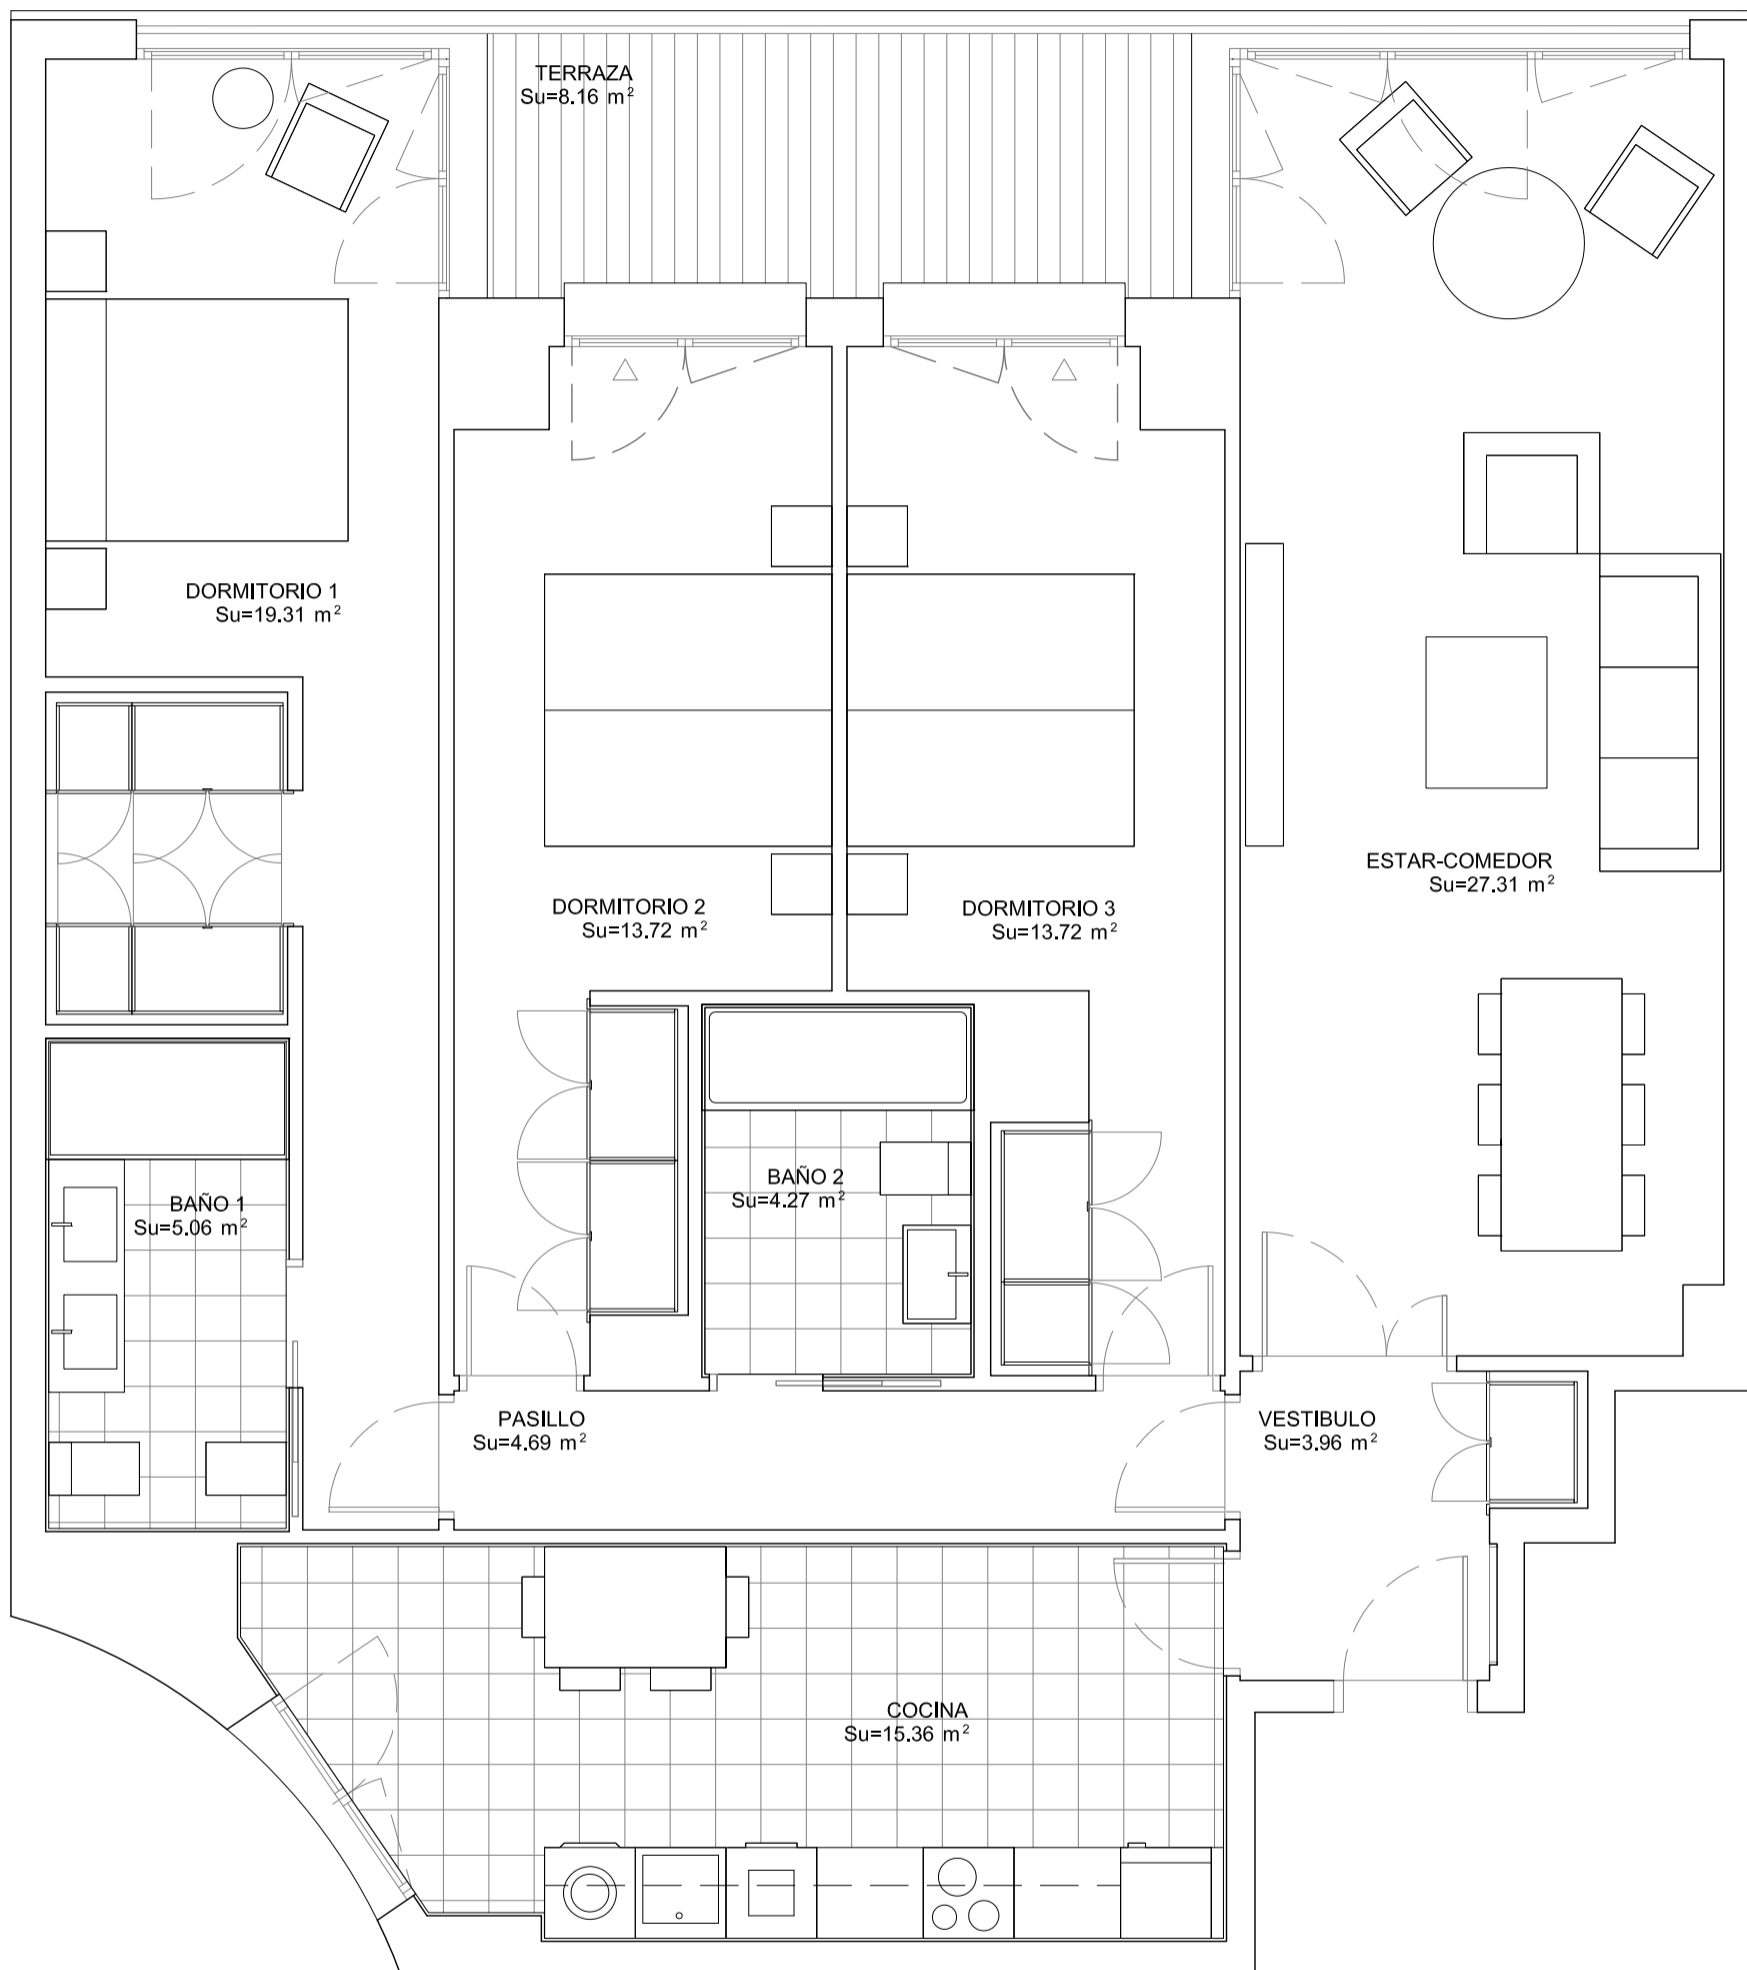 TERRAZA
Su=8.16 m²
DORMITORIO 1
Su=19.31 m²
ESTAR-COMEDOR
Su=27.31 m²
DORMITORIO 2
Su=13.72 m²
DORMITORIO 3
Su=13.72 m²
BAÑO 2
Su=4.27 m²
BAÑO 1
Su=5.06 m²
PASILLO
Su=4.69 m²
VESTIBULO
Su=3.96 m²
COCINA
Su=15.36 m²